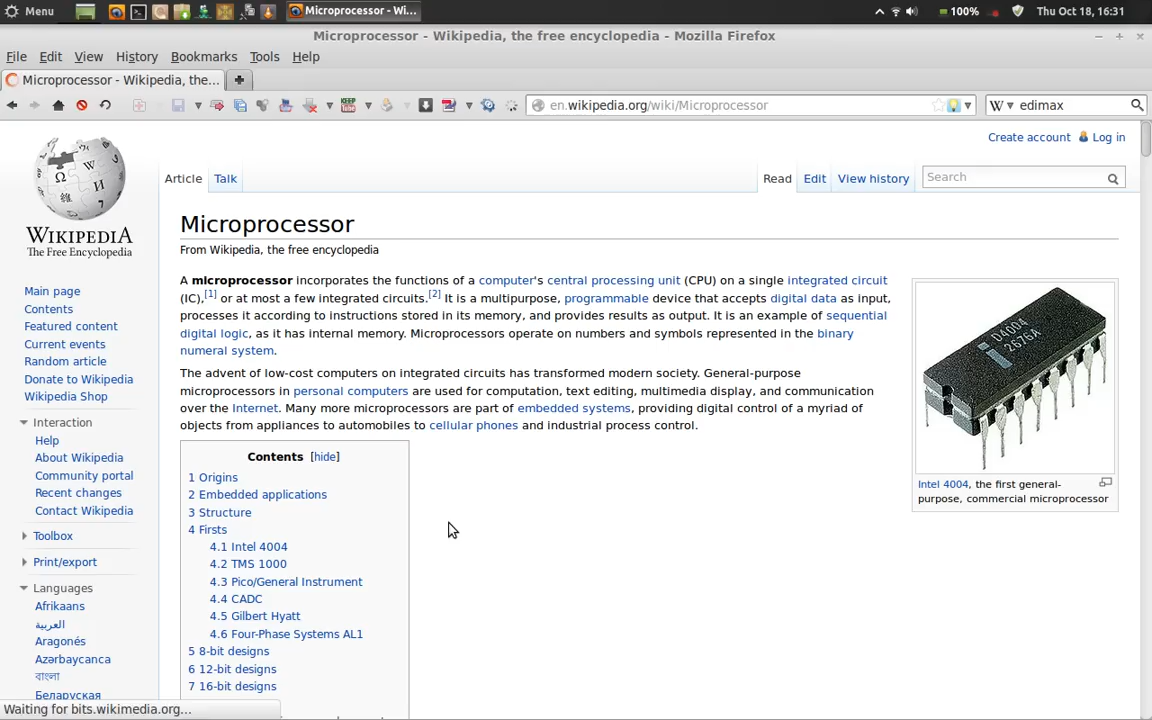 Menu Microprocessor - Wi... 100% Thu Oct 18, 16:31
Microprocessor - Wikipedia, the free encyclopedia - Mozilla Firefox
File Edit View History Bookmarks Tools Help
Microprocessor - Wikipedia, the...
en.wikipedia.org/wiki/Microprocessor W edimax
Create account Log in
Article Talk Read Edit View history Search
WIKIPEDIA
The Free Encyclopedia
Main page
Contents
Featured content
Current events
Random article
Donate to Wikipedia
Wikipedia Shop
Interaction
Help
About Wikipedia
Community portal
Recent changes
Contact Wikipedia
Toolbox
Print/export
Languages
Afrikaans
العربية
Aragonés
Azərbaycanca
বাংলা
Беларуская
Microprocessor
From Wikipedia, the free encyclopedia
A microprocessor incorporates the functions of a computer's central processing unit (CPU) on a single integrated circuit
(IC),[1] or at most a few integrated circuits.[2] It is a multipurpose, programmable device that accepts digital data as input,
processes it according to instructions stored in its memory, and provides results as output. It is an example of sequential
digital logic, as it has internal memory. Microprocessors operate on numbers and symbols represented in the binary
numeral system.
The advent of low-cost computers on integrated circuits has transformed modern society. General-purpose
microprocessors in personal computers are used for computation, text editing, multimedia display, and communication
over the Internet. Many more microprocessors are part of embedded systems, providing digital control of a myriad of
objects from appliances to automobiles to cellular phones and industrial process control.
D4004
2676A
Intel 4004, the first general-
purpose, commercial microprocessor
Contents [hide]
1 Origins
2 Embedded applications
3 Structure
4 Firsts
4.1 Intel 4004
4.2 TMS 1000
4.3 Pico/General Instrument
4.4 CADC
4.5 Gilbert Hyatt
4.6 Four-Phase Systems AL1
5 8-bit designs
6 12-bit designs
7 16-bit designs
Waiting for bits.wikimedia.org...